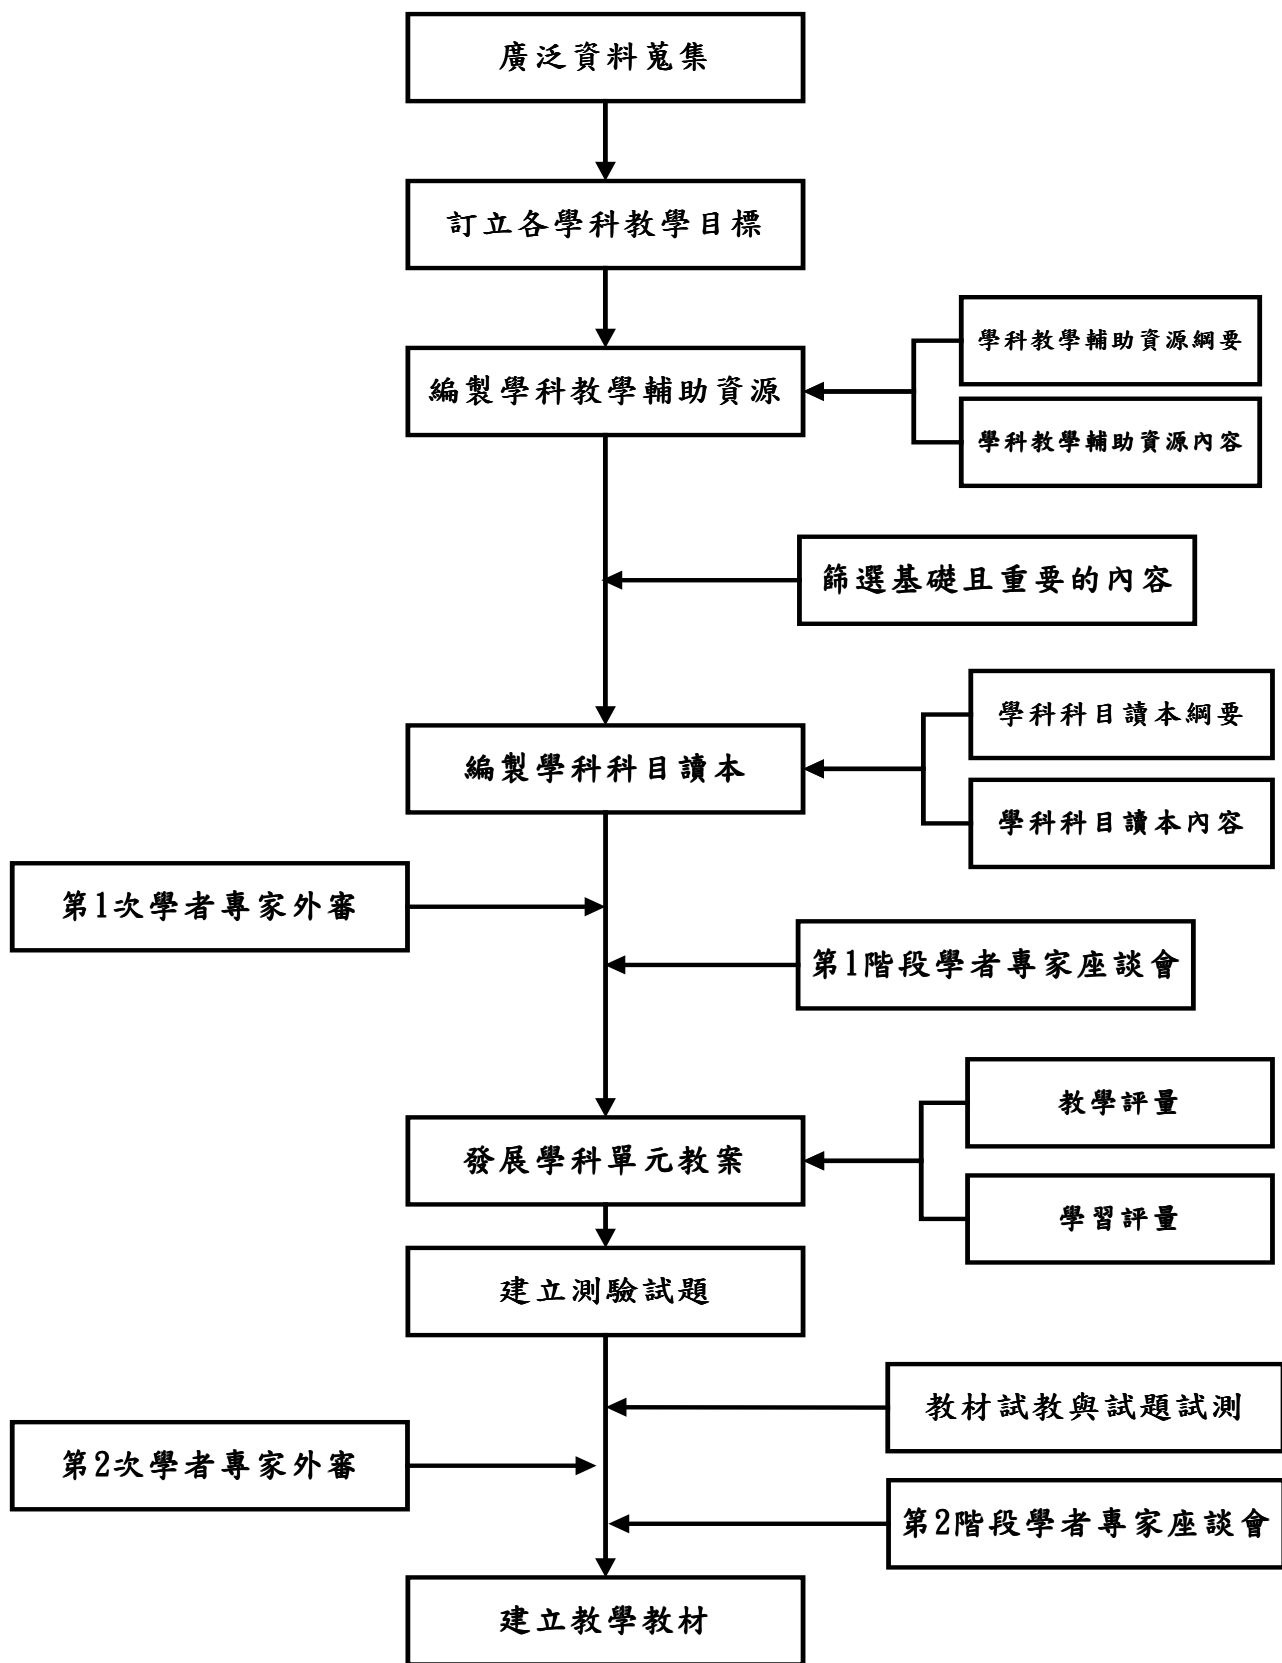 廣泛資料蒐集
訂立各學科教學目標
學科教學輔助資源綱要
編製學科教學輔助資源
學科教學輔助資源內容
篩選基礎且重要的內容
學科科目讀本綱要
編製學科科目讀本
學科科目讀本內容
第1次學者專家外審
第1階段學者專家座談會
教學評量
發展學科單元教案
學習評量
建立測驗試題
教材試教與試題試測
第2次學者專家外審
第2階段學者專家座談會
建立教學教材